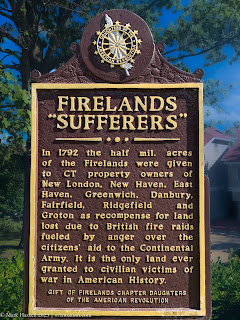 FIRELANDS
"SUFFERERS"
In 1792 the half mil. acres
of the Firelands were given
to CT property owners of
New London, New Haven, East
Haven, Greenwich, Danbury,
Fairfield, Ridgefield and
Groton as recompense for land
lost due to British fire raids
fueled by anger over the
citizens' aid to the Continental
Army. It is the only land ever
granted to civilian victims of
war in American History.
GIFT OF FIRELANDS CHAPTER DAUGHTERS
OF THE AMERICAN REVOLUTION